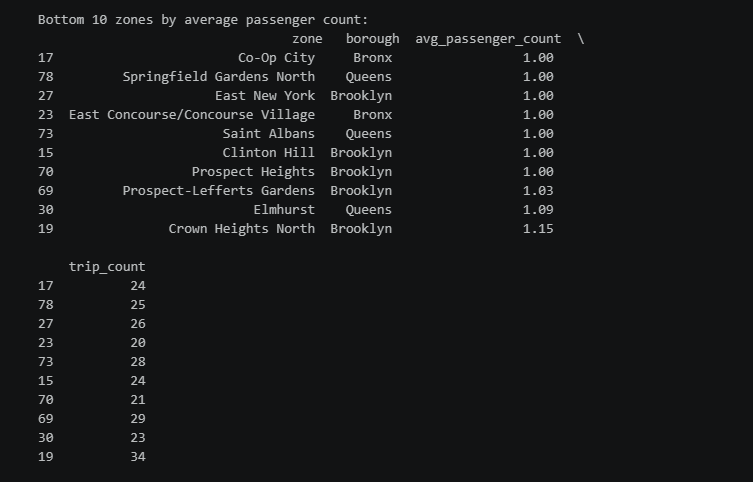 Bottom 10 zones by average passenger count:
                                 zone   borough  avg_passenger_count  \
17                         Co-Op City     Bronx                 1.00
78          Springfield Gardens North    Queens                 1.00
27                      East New York  Brooklyn                 1.00
23  East Concourse/Concourse Village     Bronx                 1.00
73                       Saint Albans    Queens                 1.00
15                       Clinton Hill  Brooklyn                 1.00
70                   Prospect Heights  Brooklyn                 1.00
69          Prospect-Lefferts Gardens  Brooklyn                 1.03
30                           Elmhurst    Queens                 1.09
19                Crown Heights North  Brooklyn                 1.15

    trip_count
17          24
78          25
27          26
23          20
73          28
15          24
70          21
69          29
30          23
19          34